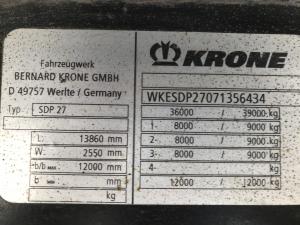 Fahrzeugwerk
BERNARD KRONE GMBH
D 49757 Werlte / Germany
KRONE
Typ SDP 27
WKESDP27071356434
36000 / 39000 kg
L- 13860 mm
1- 8000 / 9000 kg
W- 2550 mm
2- 8000 / 9000 kg
b/b max 12000 mm
3- 8000 / 9000 kg
b min mm
4-
kg
12000 / 12000 kg